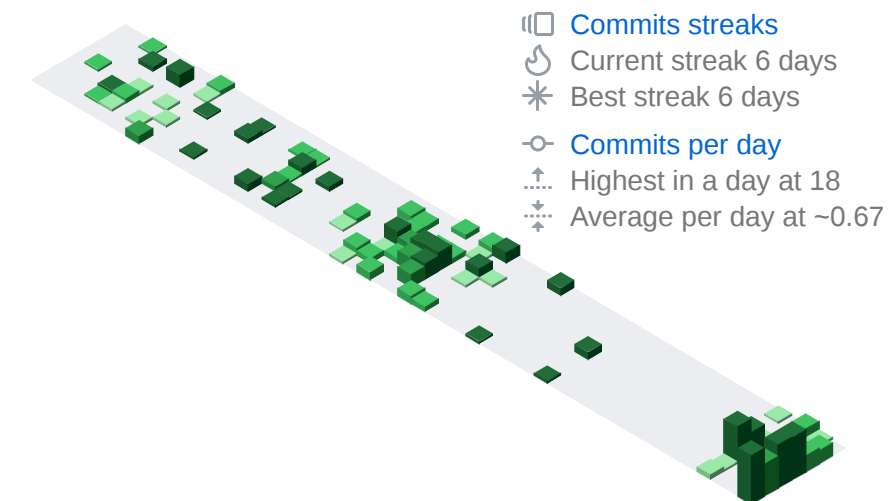 Commits streaks
Current streak 6 days
Best streak 6 days
Commits per day
Highest in a day at 18
Average per day at ~0.67